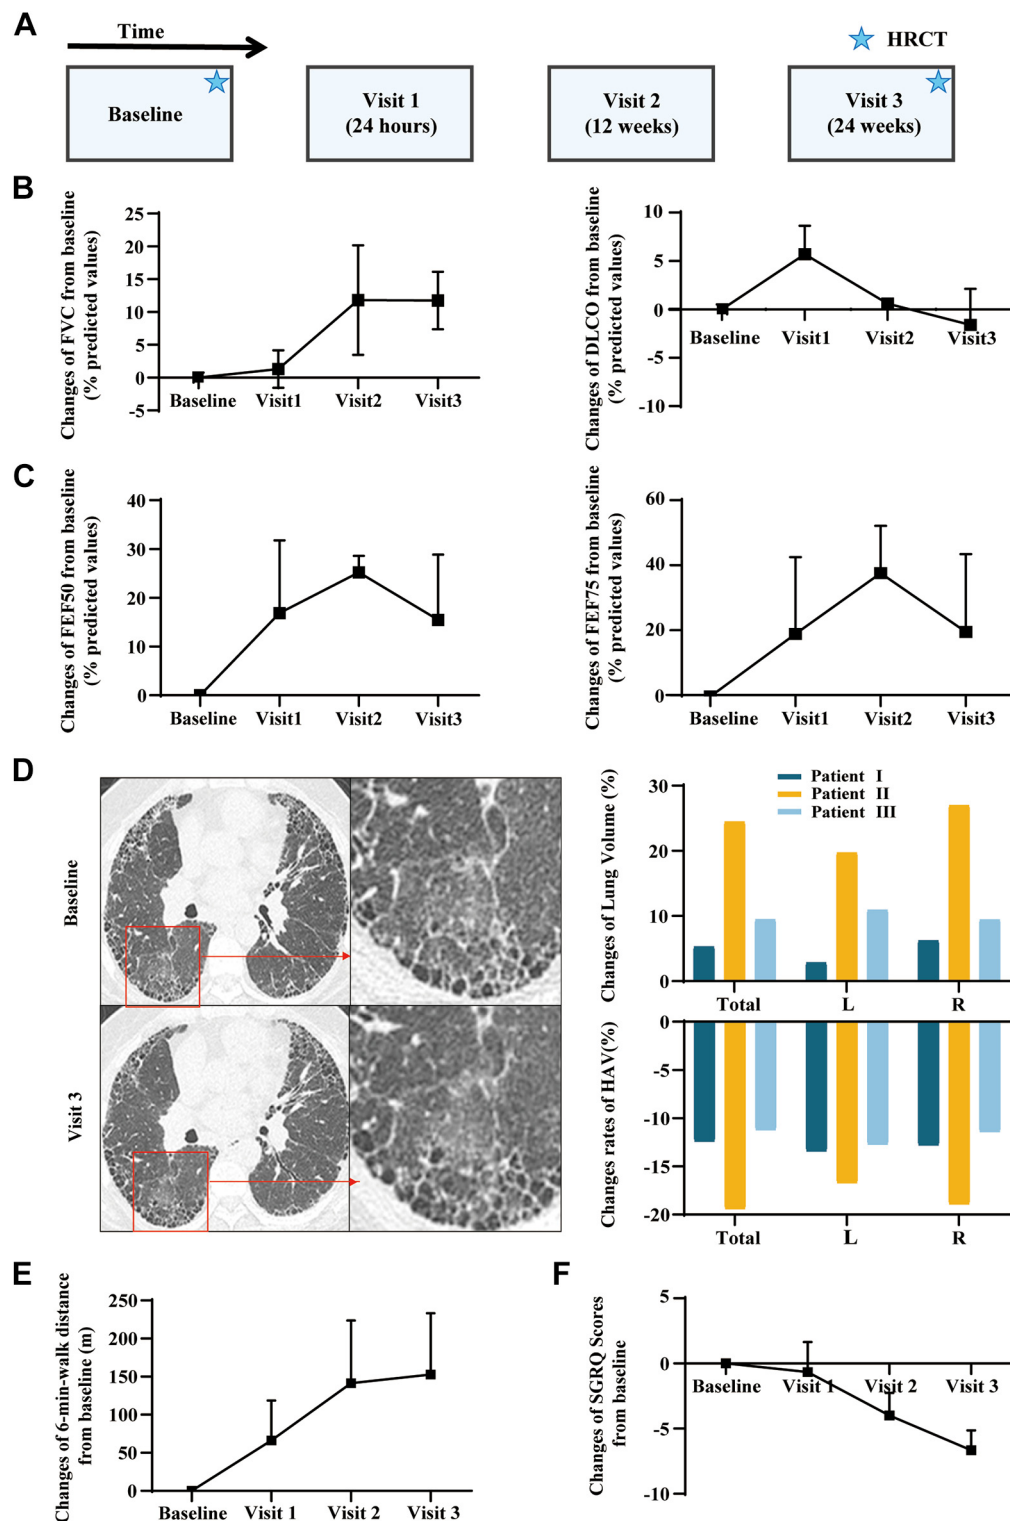 A
Time
HRCT
Baseline
Visit 1
(24 hours)
Visit 2
(12 weeks)
Visit 3
(24 weeks)
B
Changes of FVC from baseline
(% predicted values)
25
20
15
10
5
0
-5
Baseline Visit1 Visit2 Visit3
Changes of DLCO from baseline
(% predicted values)
10
5
0
-5
-10
Baseline Visit1 Visit2 Visit3
C
Changes of FEF50 from baseline
(% predicted values)
40
30
20
10
0
Baseline Visit1 Visit2 Visit3
Changes of FEF75 from baseline
(% predicted values)
60
40
20
0
Baseline Visit1 Visit2 Visit3
D
Baseline
Visit 3
Changes of Lung Volume (%)
30
20
10
0
Patient I
Patient II
Patient III
Total L R
Changes rates of HAV(%)
0
-5
-10
-15
-20
Total L R
E
Changes of 6-min-walk distance
from baseline (m)
250
200
150
100
50
0
Baseline Visit 1 Visit 2 Visit 3
F
Changes of SGRQ Scores
from baseline
5
0
-5
-10
Baseline Visit 1 Visit 2 Visit 3